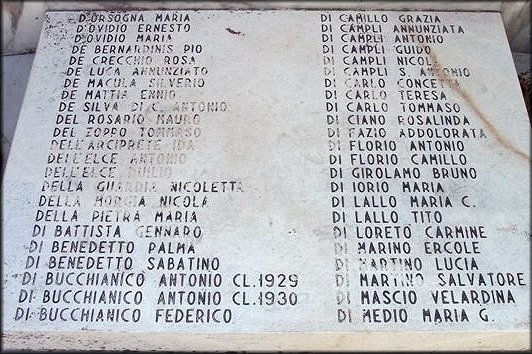 D'ORSOGNA MARIA
D'OVIDIO ERNESTO
D'OVIDIO MARIA
DE BERNARDINIS PIO
DE CRECCHIO ROSA
DE LUCA ANNUNZIATO
DE MACULA SILVERIO
DE MATTIA ENNIO
DE SILVA DI C. ANTONIO
DEL ROSARIO MAURO
DEL ZOPPO TOMMASO
DELL'ARCIPRETE IDA
DELL'ELCE ANTONIO
DELL'ELCE DUILIO
DELLA GUARDIA NICOLETTA
DELLA MORGIA NICOLA
DELLA PIETRA MARIA
DI BATTISTA GENNARO
DI BENEDETTO PALMA
DI BENEDETTO SABATINO
DI BUCCHIANICO ANTONIO CL.1929
DI BUCCHIANICO ANTONIO CL.1930
DI BUCCHIANICO FEDERICO
DI CAMILLO GRAZIA
DI CAMPLI ANNUNZIATA
DI CAMPLI ANTONIO
DI CAMPLI GUIDO
DI CAMPLI NICOLA
DI CAMPLI S. ANTONIO
DI CARLO CONCETTA
DI CARLO TERESA
DI CARLO TOMMASO
DI CIANO ROSALINDA
DI FAZIO ADDOLORATA
DI FLORIO ANTONIO
DI FLORIO CAMILLO
DI GIROLAMO BRUNO
DI IORIO MARIA
DI LALLO MARIA C.
DI LALLO TITO
DI LORETO CARMINE
DI MARINO ERCOLE
DI MARTINO LUCIA
DI MARTINO SALVATORE
DI MASCIO VELARDINA
DI MEDIO MARIA G.